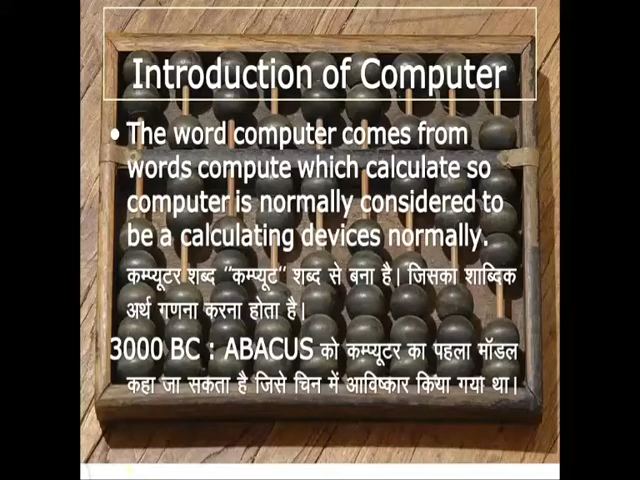 Introduction of Computer
• The word computer comes from
words compute which calculate so
computer is normally considered to
be a calculating devices normally.
कम्प्यूटर शब्द "कम्प्यूट" शब्द से बना है। जिसका शाब्दिक
अर्थ गणना करना होता है।
3000 BC : ABACUS को कम्प्यूटर का पहला मॉडल
कहा जा सकता है जिसे चिन में आविष्कार किया गया था।